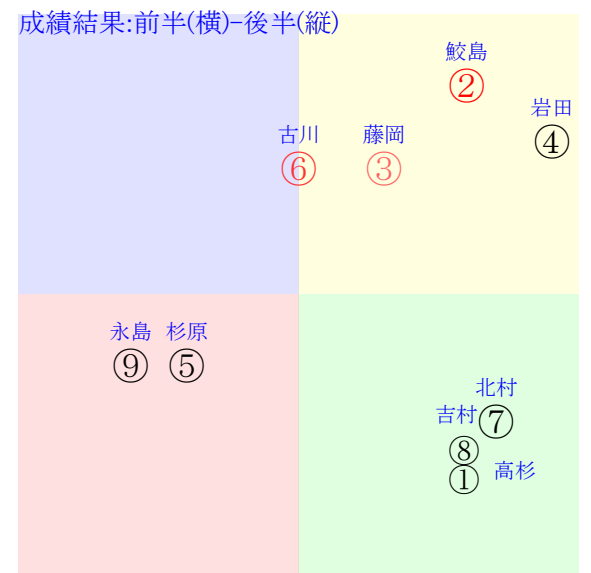 成績結果:前半(横)-後半(縦)
鮫島
②
岩田
④
古川
⑥
藤岡
③
永島
⑨
杉原
⑤
北村
⑦
吉村
⑧
①
高杉